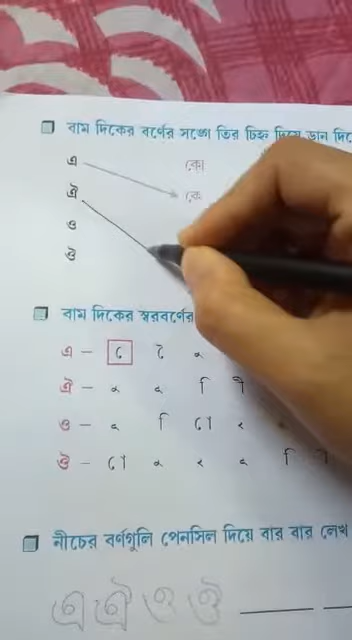 বাম দিকের বর্ণের সঙ্গে তির চিহ্ন দিয়ে ডান দিকে
এ কো
ঐ কে
ও
ঔ
বাম দিকের স্বরবর্ণের
এ – ে ৈ
ঐ – ি ী
ও – ি ো
ঔ – ো ি
নীচের বর্ণগুলি পেনসিল দিয়ে বার বার লেখ
এ ঐ ও ঔ